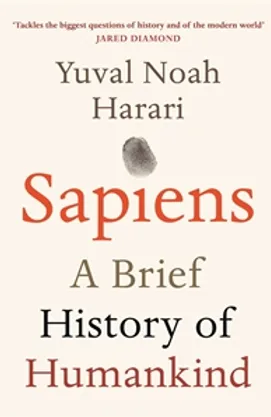 'Tackles the biggest questions of history and of the modern world'
JARED DIAMOND
Yuval Noah
Harari
Sapiens
A Brief
History of
Humankind